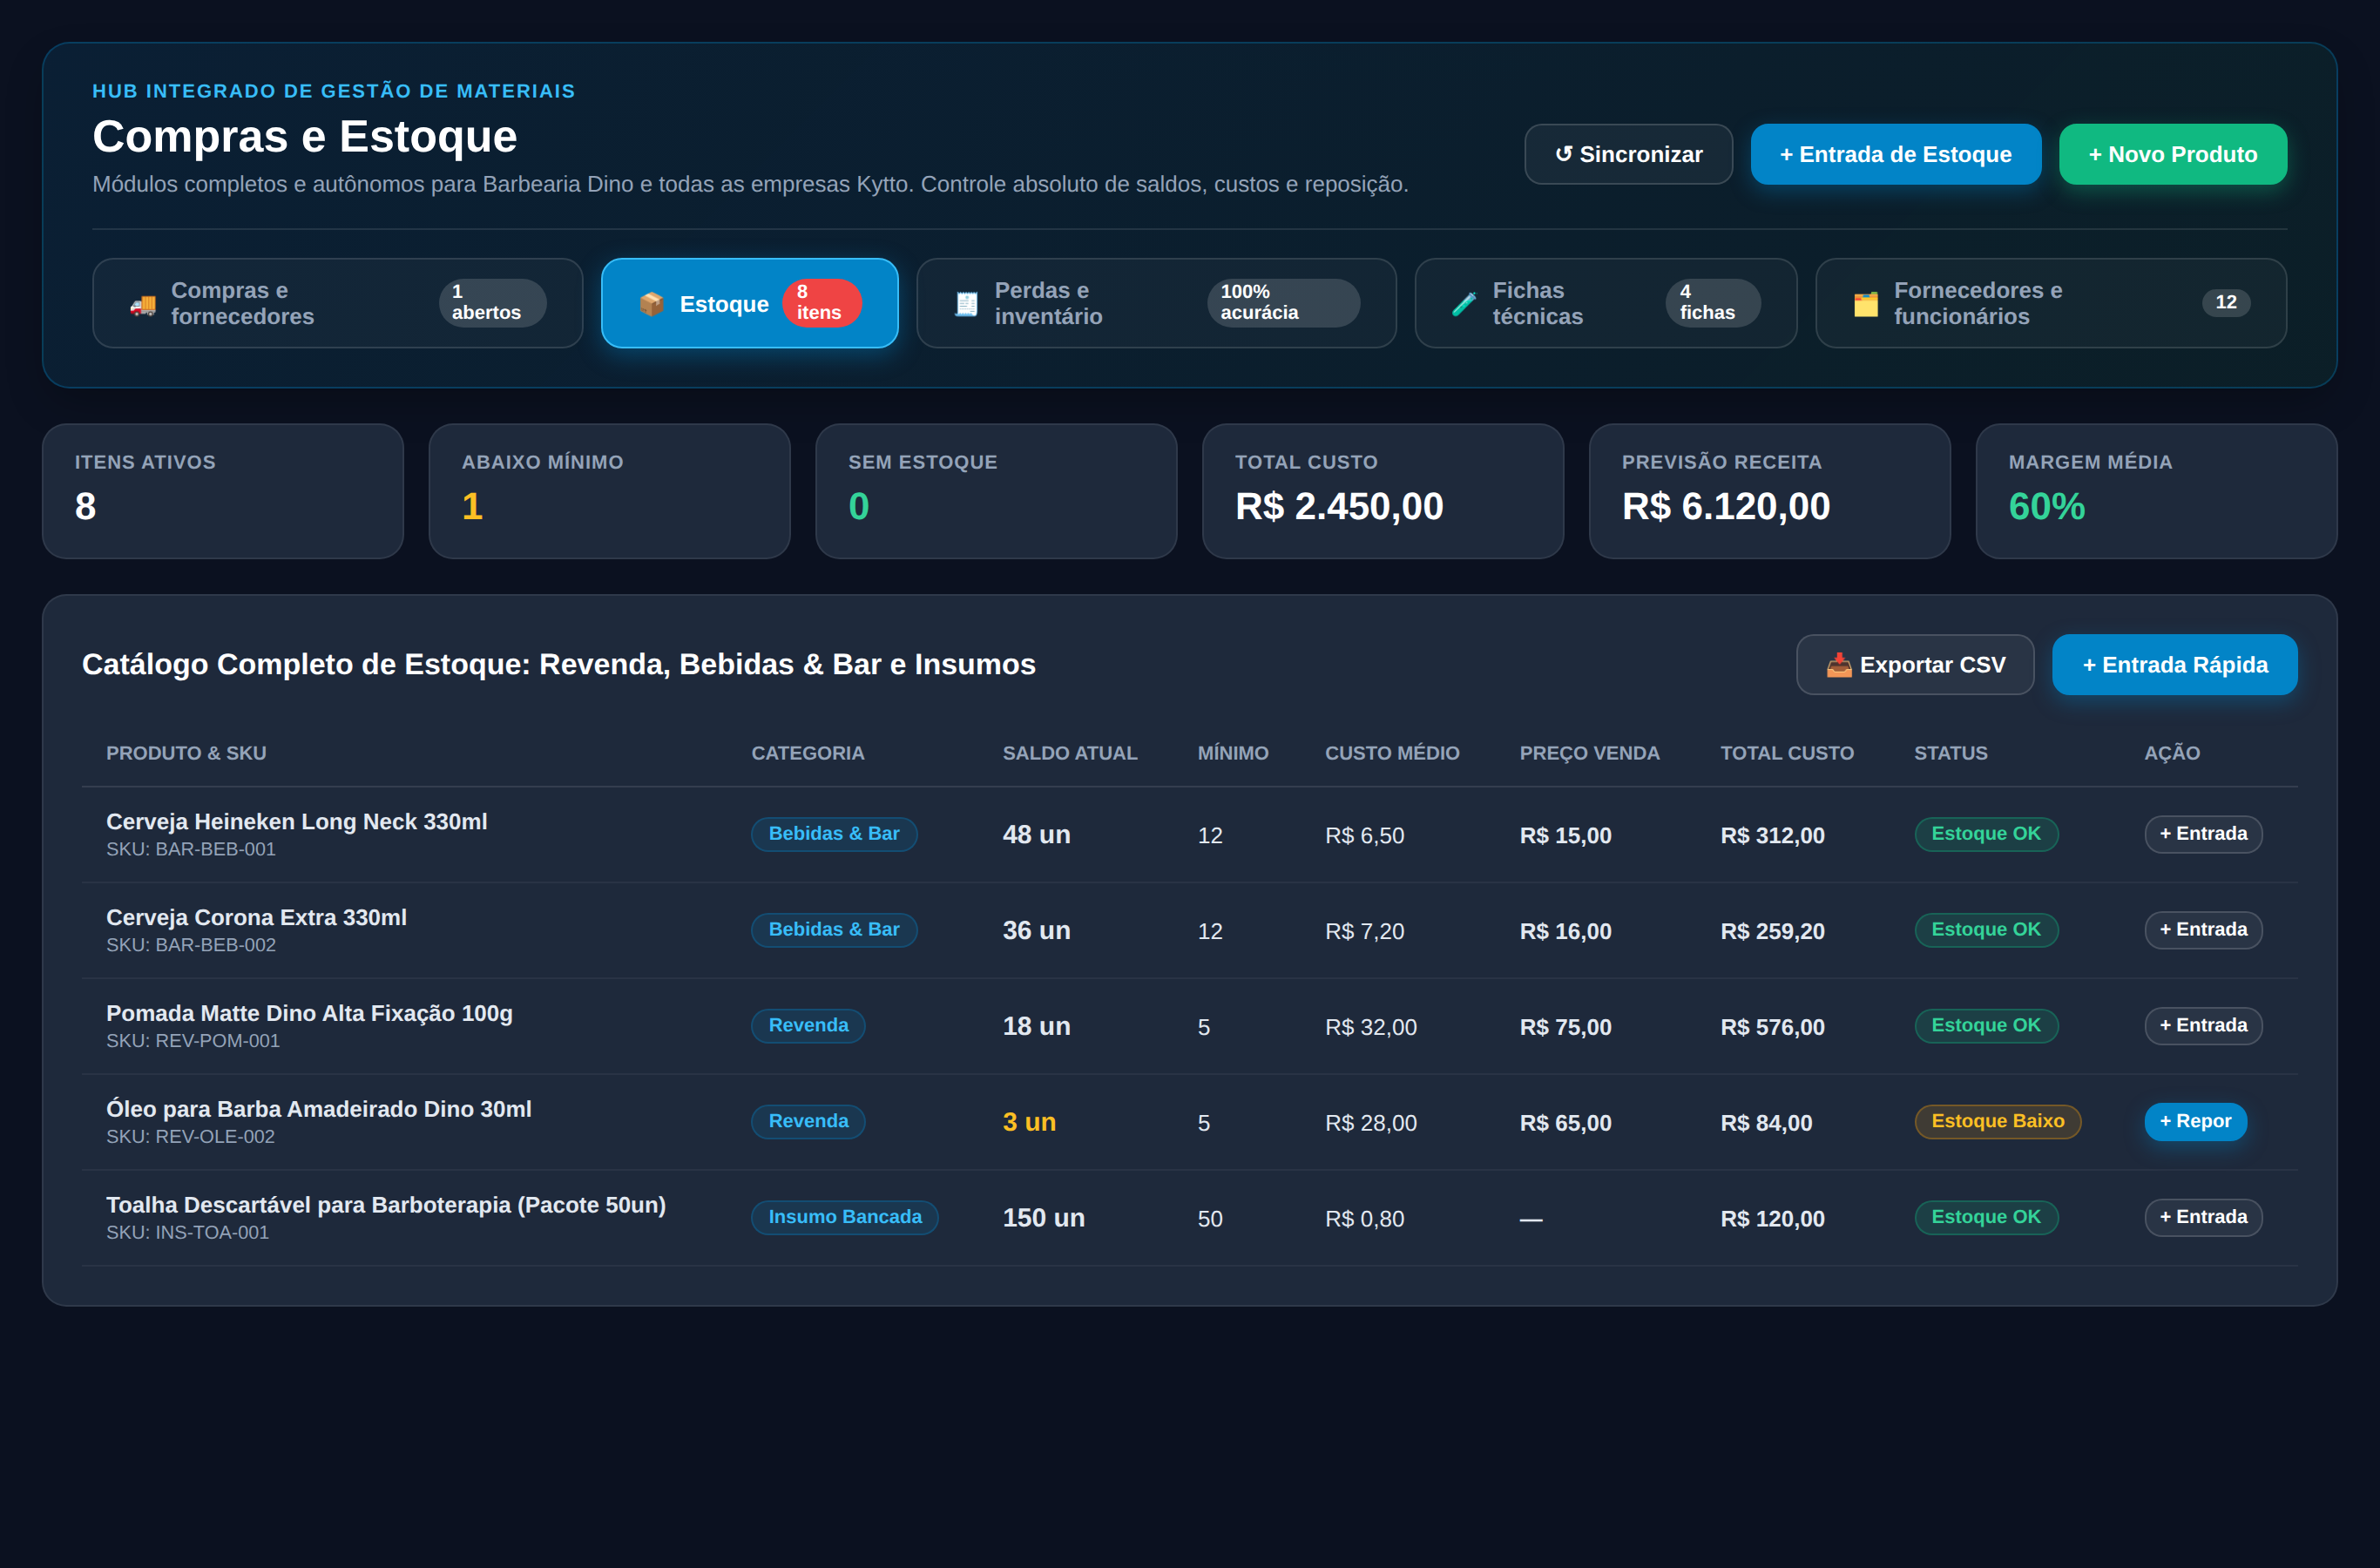 HUB INTEGRADO DE GESTÃO DE MATERIAIS
Compras e Estoque
Módulos completos e autônomos para Barbearia Dino e todas as empresas Kytto. Controle absoluto de saldos, custos e reposição.
↺ Sincronizar
+ Entrada de Estoque
+ Novo Produto
Compras e
fornecedores
1
abertos
Estoque
8
itens
Perdas e
inventário
100%
acurácia
Fichas
técnicas
4
fichas
Fornecedores e
funcionários
12
ITENS ATIVOS
8
ABAIXO MÍNIMO
1
SEM ESTOQUE
0
TOTAL CUSTO
R$ 2.450,00
PREVISÃO RECEITA
R$ 6.120,00
MARGEM MÉDIA
60%
Catálogo Completo de Estoque: Revenda, Bebidas & Bar e Insumos
Exportar CSV
+ Entrada Rápida
PRODUTO & SKU CATEGORIA SALDO ATUAL MÍNIMO CUSTO MÉDIO PREÇO VENDA TOTAL CUSTO STATUS AÇÃO
Cerveja Heineken Long Neck 330ml
SKU: BAR-BEB-001
Bebidas & Bar 48 un 12 R$ 6,50 R$ 15,00 R$ 312,00 Estoque OK + Entrada
Cerveja Corona Extra 330ml
SKU: BAR-BEB-002
Bebidas & Bar 36 un 12 R$ 7,20 R$ 16,00 R$ 259,20 Estoque OK + Entrada
Pomada Matte Dino Alta Fixação 100g
SKU: REV-POM-001
Revenda 18 un 5 R$ 32,00 R$ 75,00 R$ 576,00 Estoque OK + Entrada
Óleo para Barba Amadeirado Dino 30ml
SKU: REV-OLE-002
Revenda 3 un 5 R$ 28,00 R$ 65,00 R$ 84,00 Estoque Baixo + Repor
Toalha Descartável para Barboterapia (Pacote 50un)
SKU: INS-TOA-001
Insumo Bancada 150 un 50 R$ 0,80 — R$ 120,00 Estoque OK + Entrada